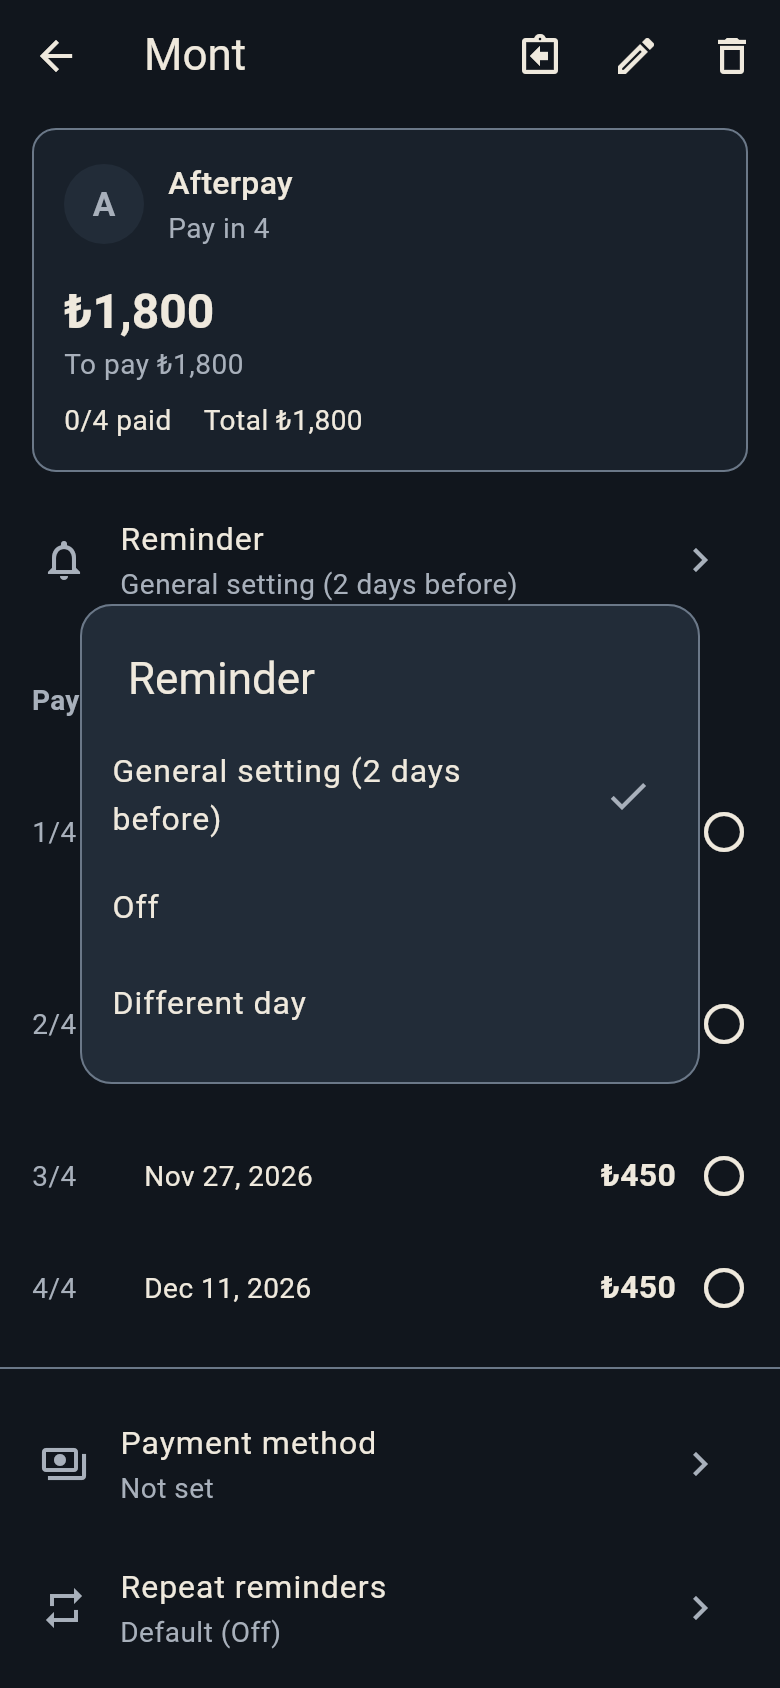 Mont
A
Afterpay
Pay in 4
₺1,800
To pay ₺1,800
0/4 paid Total ₺1,800
Reminder
General setting (2 days before)
Pay
Reminder
General setting (2 days
before)
1/4
Off
Different day
2/4
3/4 Nov 27, 2026 ₺450
4/4 Dec 11, 2026 ₺450
Payment method
Not set
Repeat reminders
Default (Off)